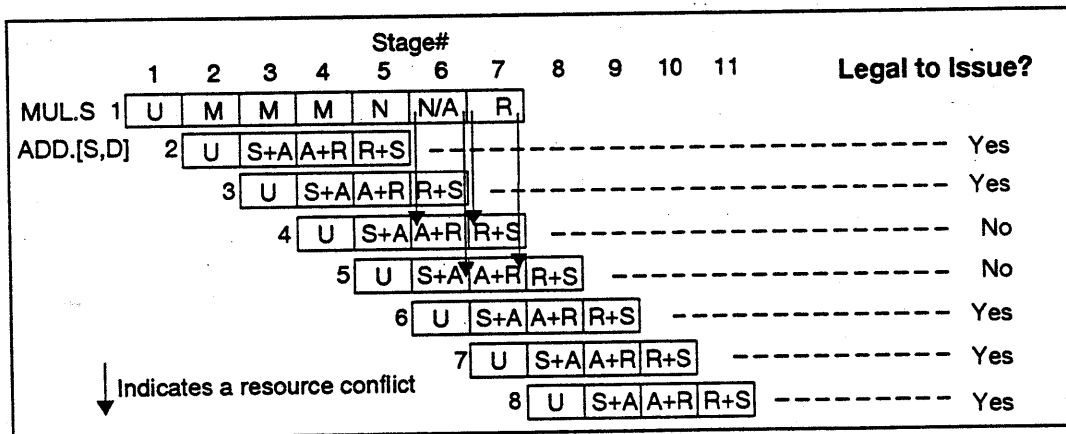 Stage#
1 2 3 4 5 6 7 8 9 10 11 Legal to Issue?
MUL.S 1 U M M M N N/A R
ADD.[S,D] 2 U S+A A+R R+S Yes
3 U S+A A+R R+S Yes
4 U S+A A+R R+S No
5 U S+A A+R R+S No
6 U S+A A+R R+S Yes
7 U S+A A+R R+S Yes
Indicates a resource conflict
8 U S+A A+R R+S Yes